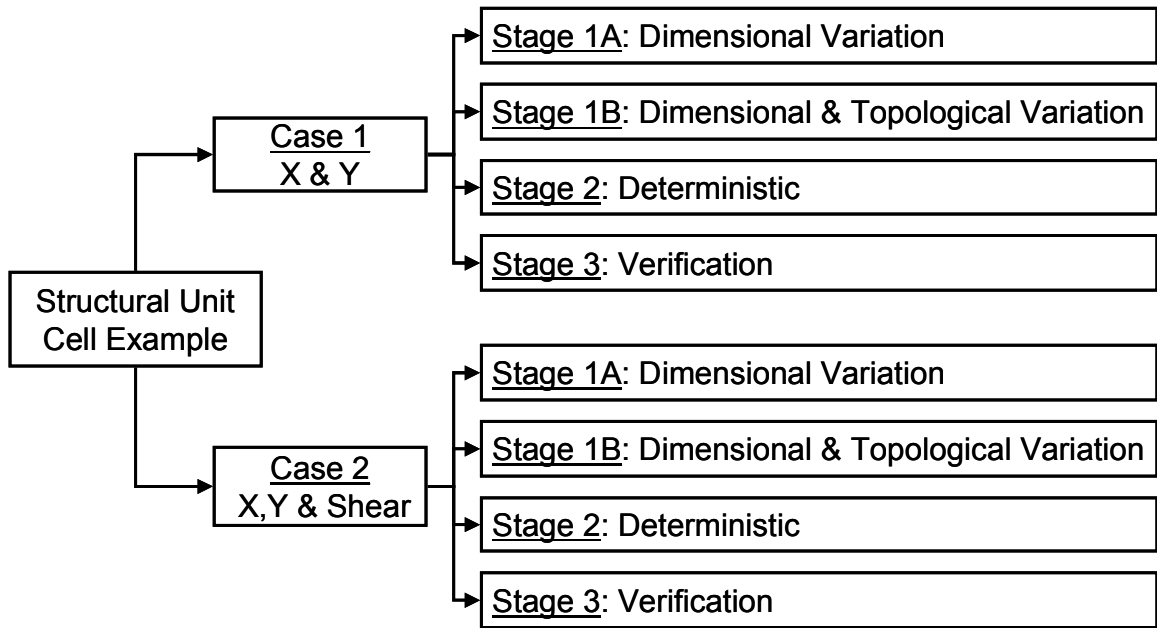 Structural Unit
Cell Example
Case 1
X & Y
Stage 1A: Dimensional Variation
Stage 1B: Dimensional & Topological Variation
Stage 2: Deterministic
Stage 3: Verification
Case 2
X,Y & Shear
Stage 1A: Dimensional Variation
Stage 1B: Dimensional & Topological Variation
Stage 2: Deterministic
Stage 3: Verification